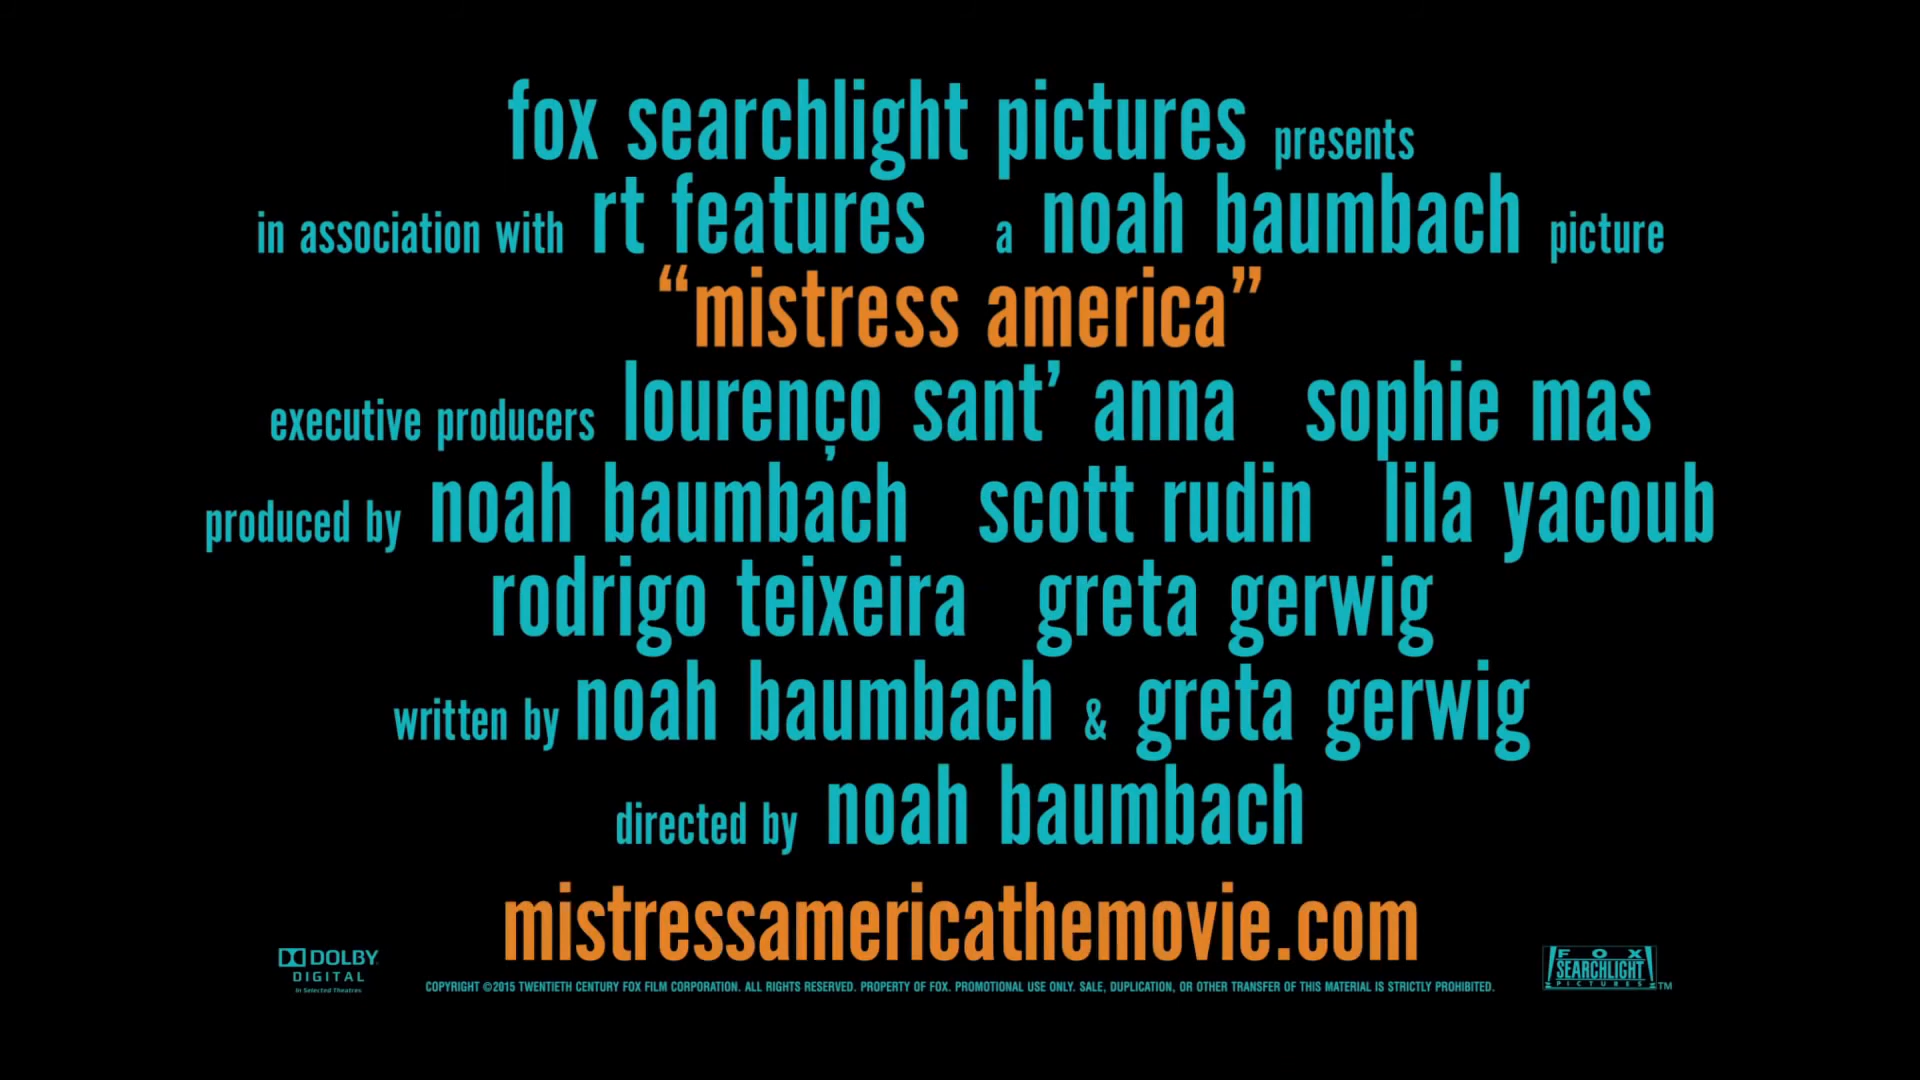 fox searchlight pictures presents
in association with rt features a noah baumbach picture
“mistress america”
executive producers lourenço sant’ anna sophie mas
produced by noah baumbach scott rudin lila yacoub
rodrigo teixeira greta gerwig
written by noah baumbach & greta gerwig
directed by noah baumbach
mistressamericathemovie.com
DOLBY
DIGITAL
In Selected Theatres
COPYRIGHT ©2015 TWENTIETH CENTURY FOX FILM CORPORATION. ALL RIGHTS RESERVED. PROPERTY OF FOX. PROMOTIONAL USE ONLY. SALE, DUPLICATION, OR OTHER TRANSFER OF THIS MATERIAL IS STRICTLY PROHIBITED.
FOX
SEARCHLIGHT
PICTURES TM